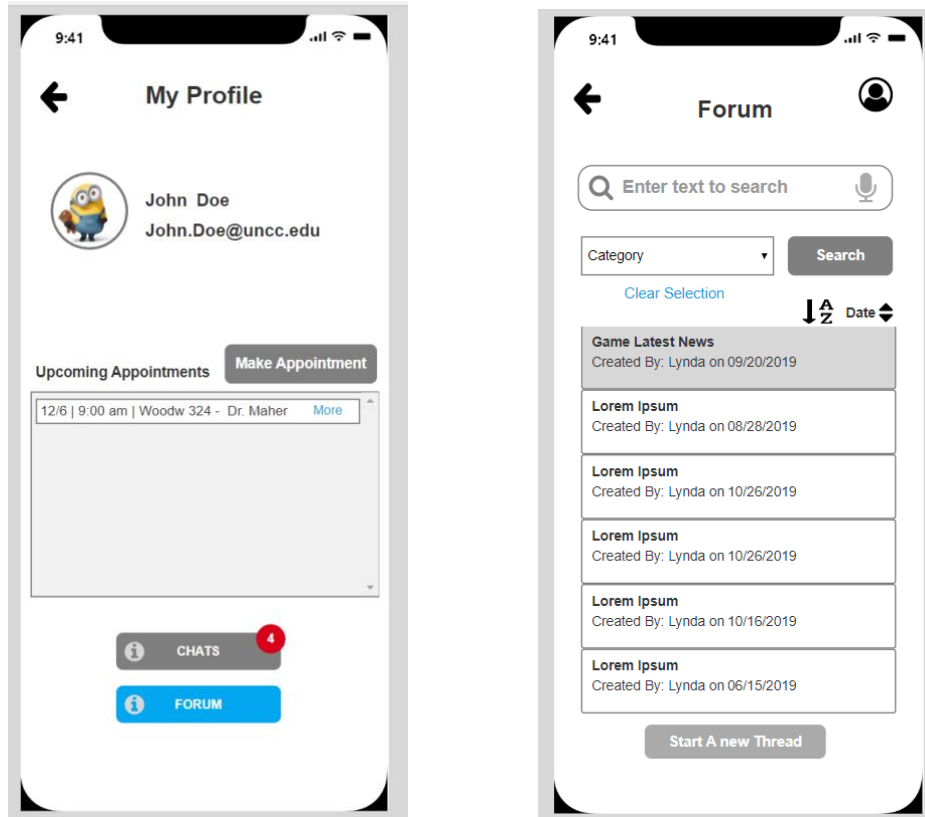 9:41
My Profile
John Doe
John.Doe@uncc.edu
Upcoming Appointments
Make Appointment
12/6 | 9:00 am | Woodw 324 - Dr. Maher More
CHATS
4
FORUM
9:41
Forum
Enter text to search
Category
Search
Clear Selection
A
Z
Date
Game Latest News
Created By: Lynda on 09/20/2019
Lorem Ipsum
Created By: Lynda on 08/28/2019
Lorem Ipsum
Created By: Lynda on 10/26/2019
Lorem Ipsum
Created By: Lynda on 10/26/2019
Lorem Ipsum
Created By: Lynda on 10/16/2019
Lorem Ipsum
Created By: Lynda on 06/15/2019
Start A new Thread